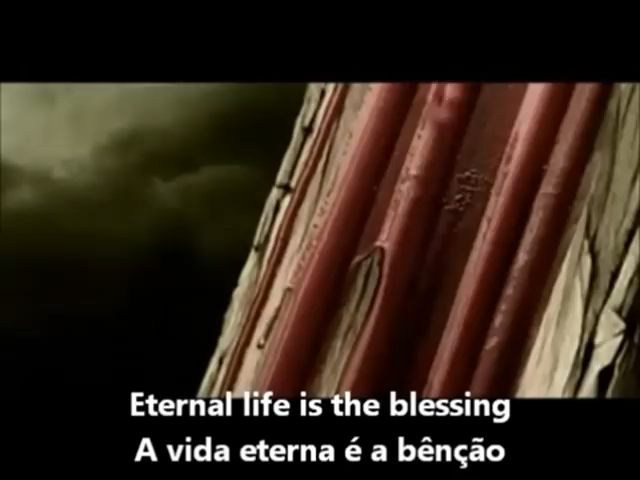 Eternal life is the blessing
A vida eterna é a bênção